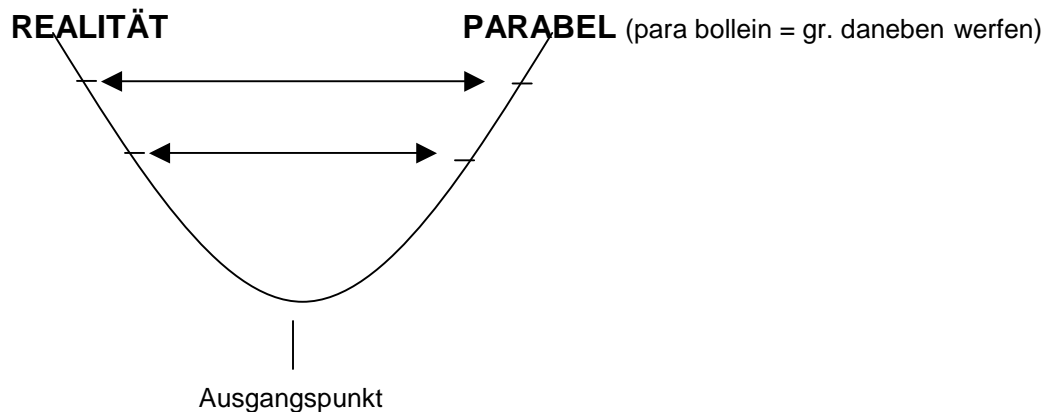 REALITÄT PARABEL (para bollein = gr. daneben werfen)
Ausgangspunkt